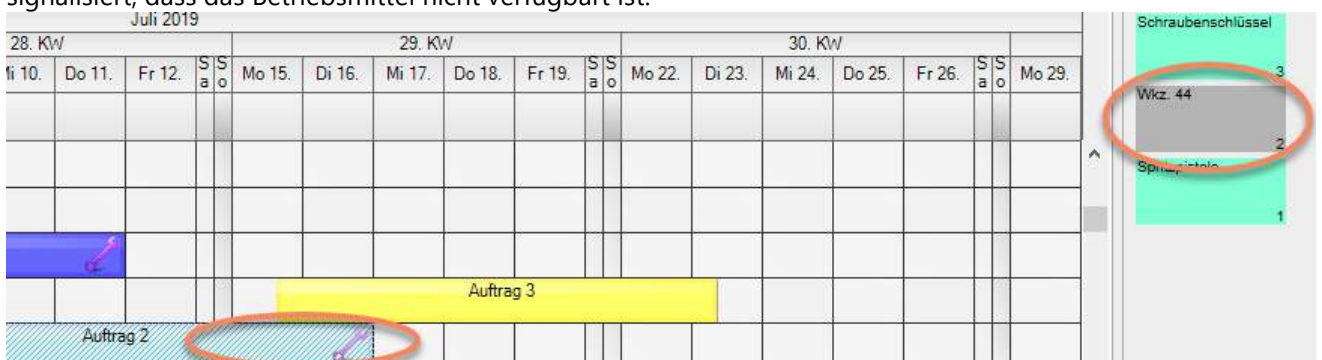 signalisiert, dass das Betriebsmittel nicht verfügbar ist.
Juli 2019
28. KW 29. KW 30. KW
Mi 10. Do 11. Fr 12. Sa So Mo 15. Di 16. Mi 17. Do 18. Fr 19. Sa So Mo 22. Di 23. Mi 24. Do 25. Fr 26. Sa So Mo 29.
Schraubenschlüssel
3
Wkz. 44
2
Spritzpistole
1
Auftrag 3
Auftrag 2